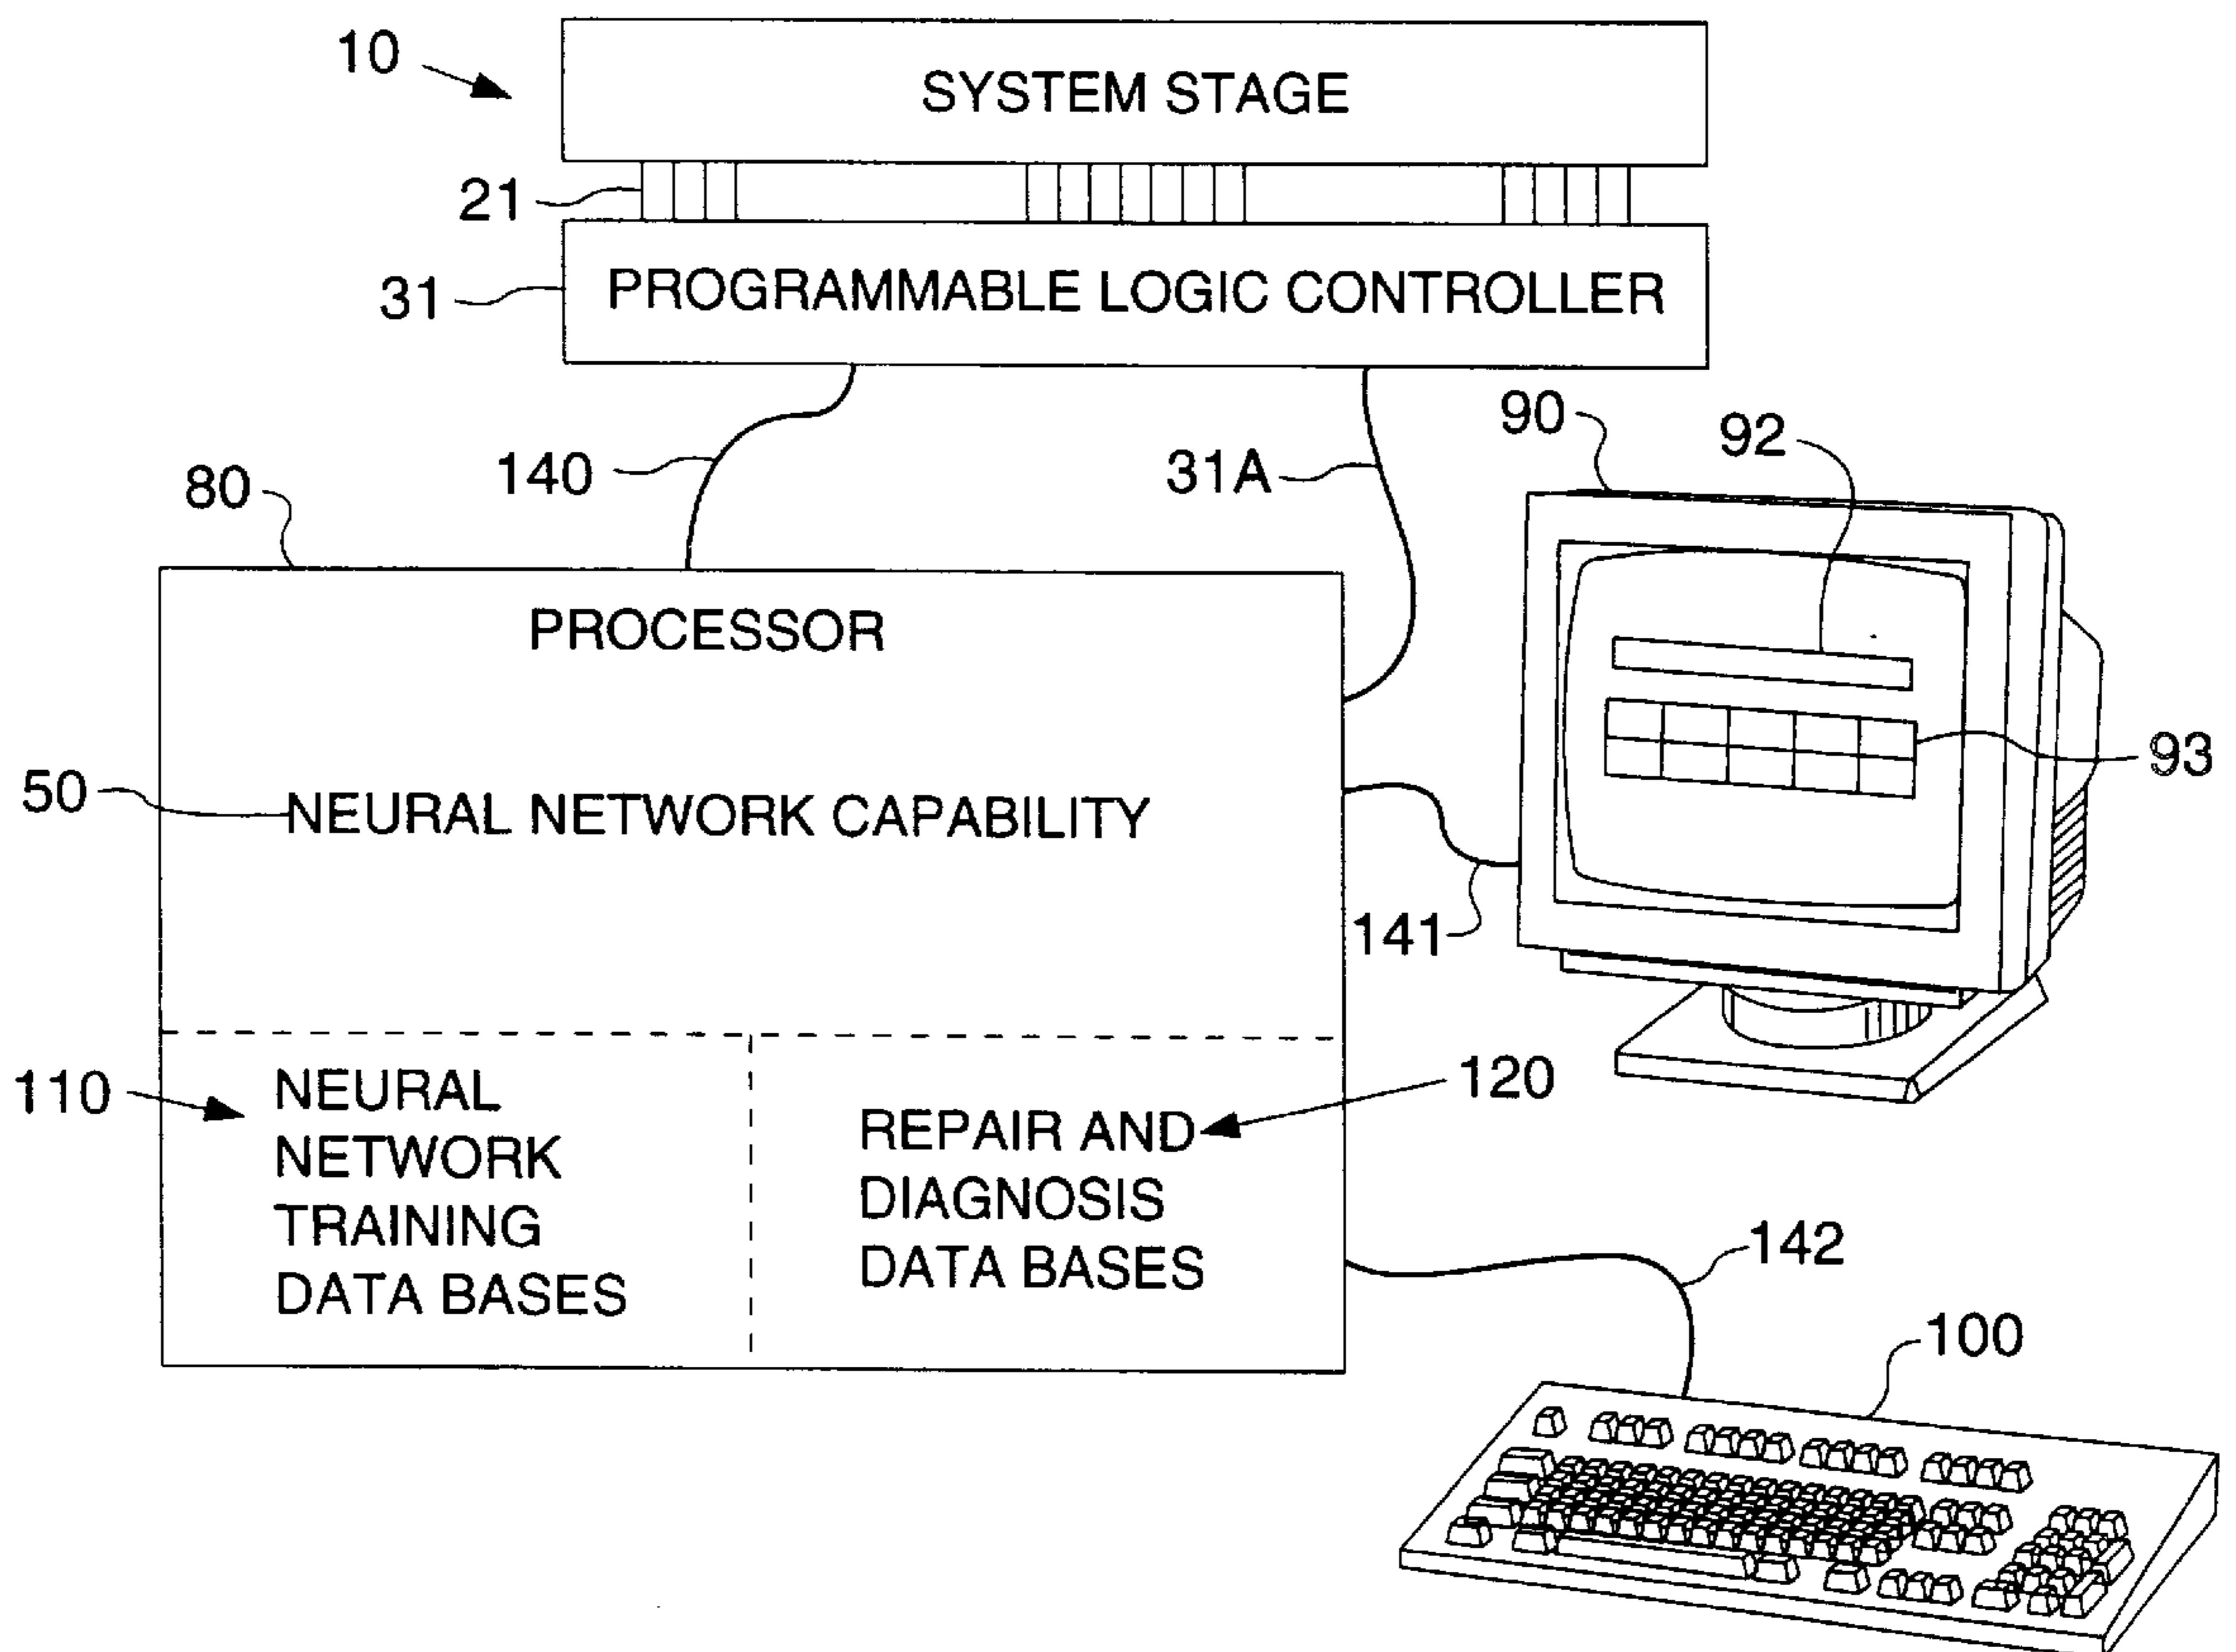 10
SYSTEM STAGE
21
31
PROGRAMMABLE LOGIC CONTROLLER
90
92
140
31A
80
PROCESSOR
93
50
NEURAL NETWORK CAPABILITY
141
110
NEURAL
NETWORK
TRAINING
DATA BASES
120
REPAIR AND
DIAGNOSIS
DATA BASES
142
100